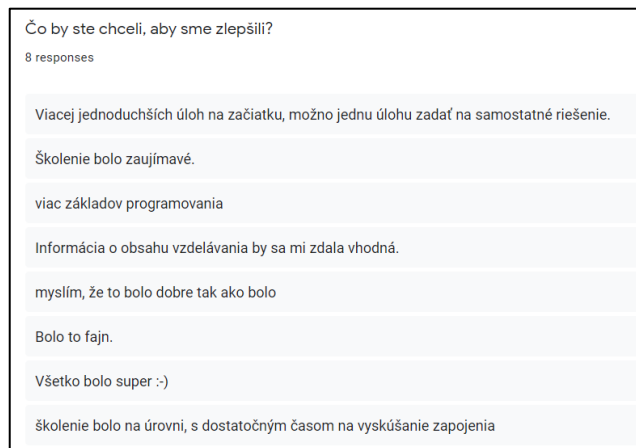 Čo by ste chceli, aby sme zlepšili?
8 responses
Viacej jednoduchších úloh na začiatku, možno jednu úlohu zadať na samostatné riešenie.
Školenie bolo zaujímavé.
viac základov programovania
Informácia o obsahu vzdelávania by sa mi zdala vhodná.
myslím, že to bolo dobre tak ako bolo
Bolo to fajn.
Všetko bolo super :-)
školenie bolo na úrovni, s dostatočným časom na vyskúšanie zapojenia